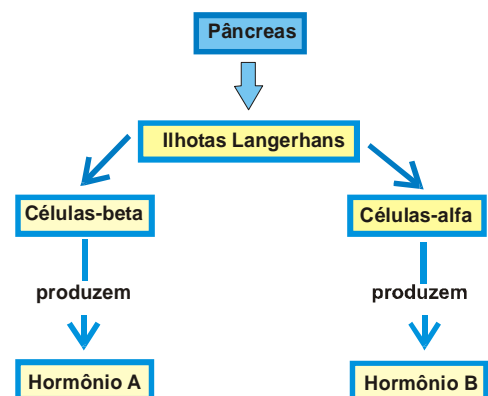 Pâncreas
Ilhotas Langerhans
Células-beta
Células-alfa
produzem
produzem
Hormônio A
Hormônio B